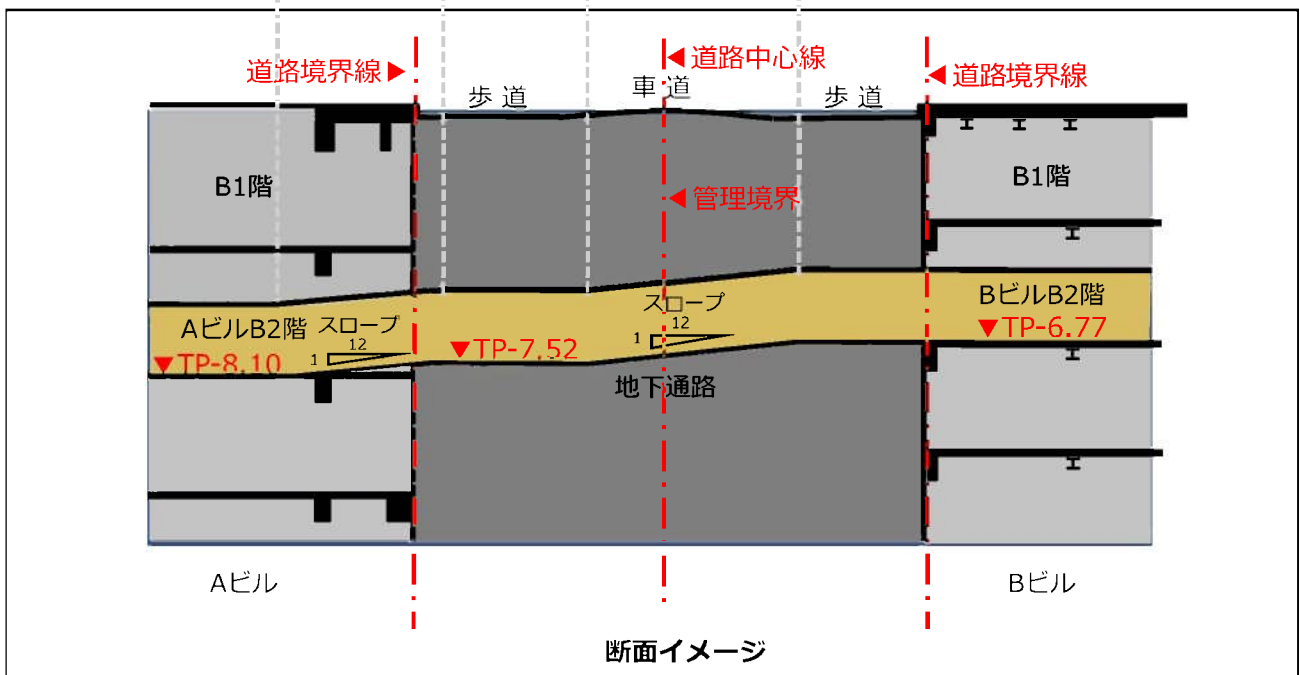 道路境界線▶
◀道路中心線
◀道路境界線
歩 道
車 道
歩 道
B1階
◀管理境界
B1階
AビルB2階
スロープ
12
1
▼TP-8.10
▼TP-7.52
スロープ
12
1
地下通路
BビルB2階
▼TP-6.77
Aビル
Bビル
断面イメージ